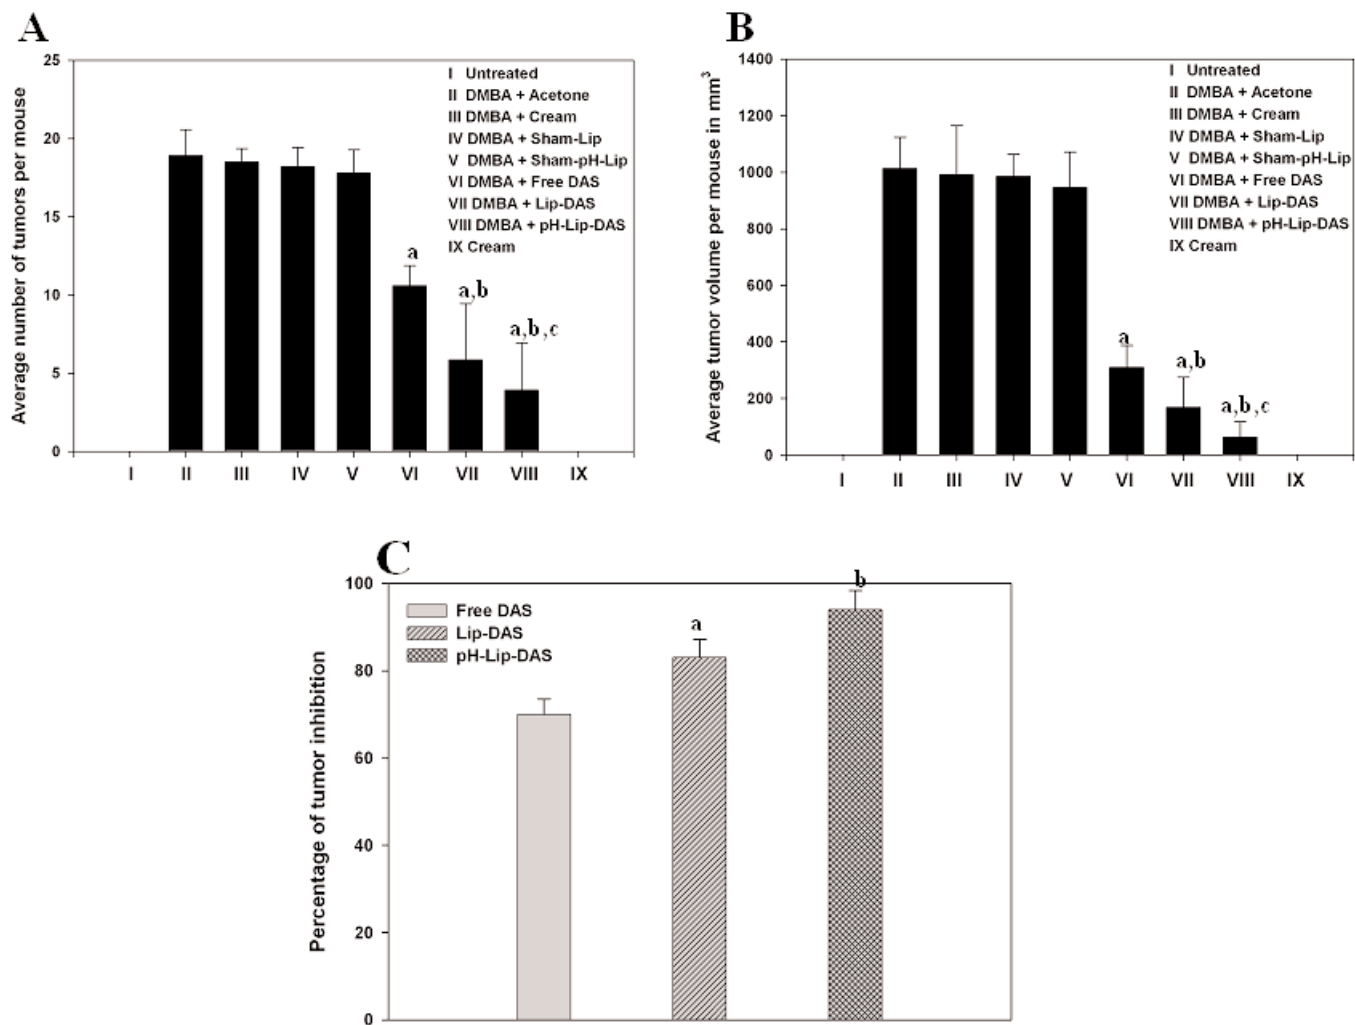 A
Average number of tumors per mouse
25
20
15
10
5
0
I Untreated
II DMBA + Acetone
III DMBA + Cream
IV DMBA + Sham-Lip
V DMBA + Sham-pH-Lip
VI DMBA + Free DAS
VII DMBA + Lip-DAS
VIII DMBA + pH-Lip-DAS
IX Cream
a
a,b
a,b,c
I II III IV V VI VII VIII IX
B
Average tumor volume per mouse in mm³
1400
1200
1000
800
600
400
200
0
I Untreated
II DMBA + Acetone
III DMBA + Cream
IV DMBA + Sham-Lip
V DMBA + Sham-pH-Lip
VI DMBA + Free DAS
VII DMBA + Lip-DAS
VIII DMBA + pH-Lip-DAS
IX Cream
a
a,b
a,b,c
I II III IV V VI VII VIII IX
C
Percentage of tumor inhibition
100
80
60
40
20
0
Free DAS
Lip-DAS
pH-Lip-DAS
a
b